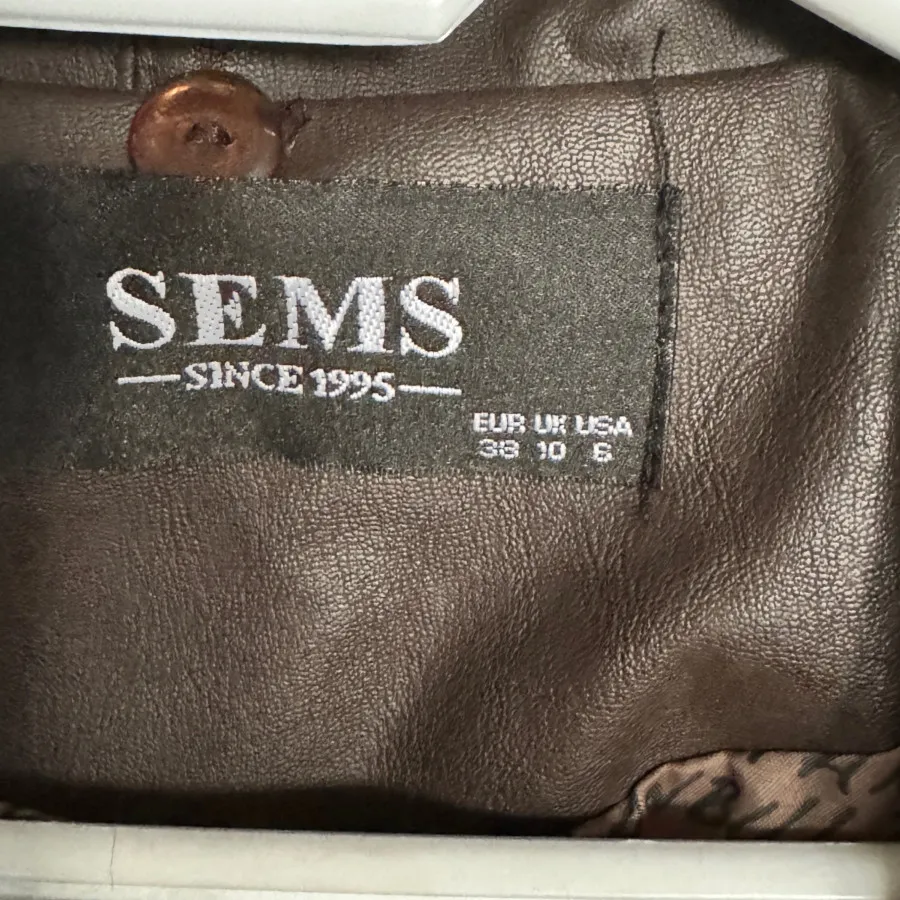 SEMS
SINCE 1995
EUR UK USA
38 10 6